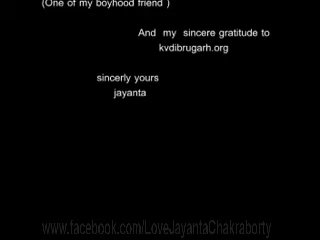 (One of my boyhood friend )
And my sincere gratitude to
kvdibrugarh.org
sincerly yours
jayanta
www.facebook.com/LoveJayantaChakraborty